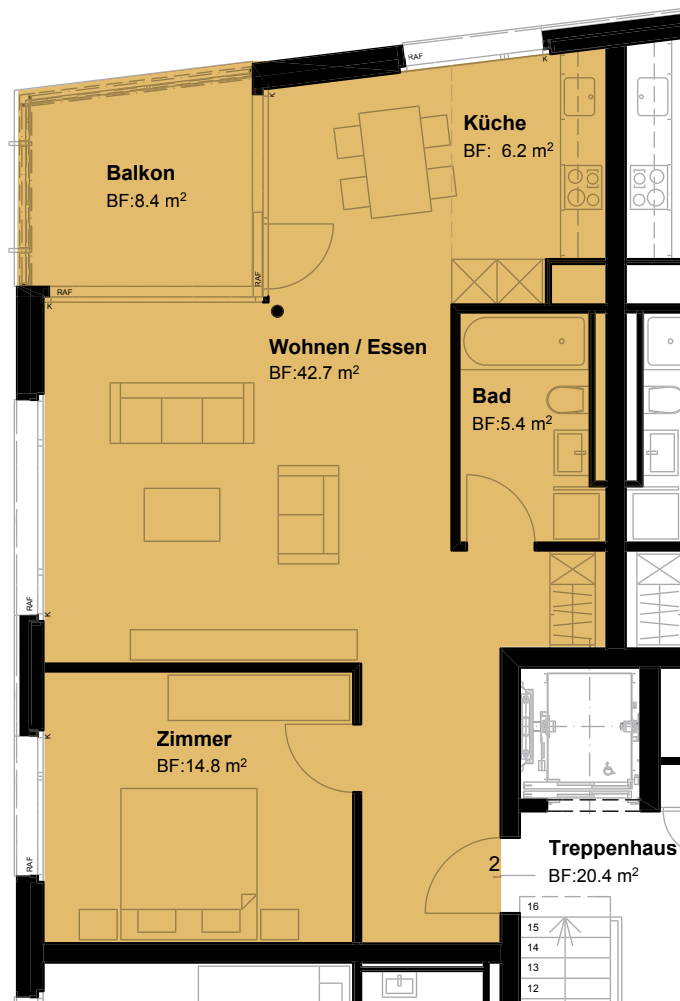 RAF
K
K
Küche
BF: 6.2 m²
Balkon
BF:8.4 m²
RAF
RAF
K
Wohnen / Essen
BF:42.7 m²
Bad
BF:5.4 m²
RAF
K
K
Zimmer
BF:14.8 m²
RAF
2
Treppenhaus
BF:20.4 m²
16
15
14
13
12